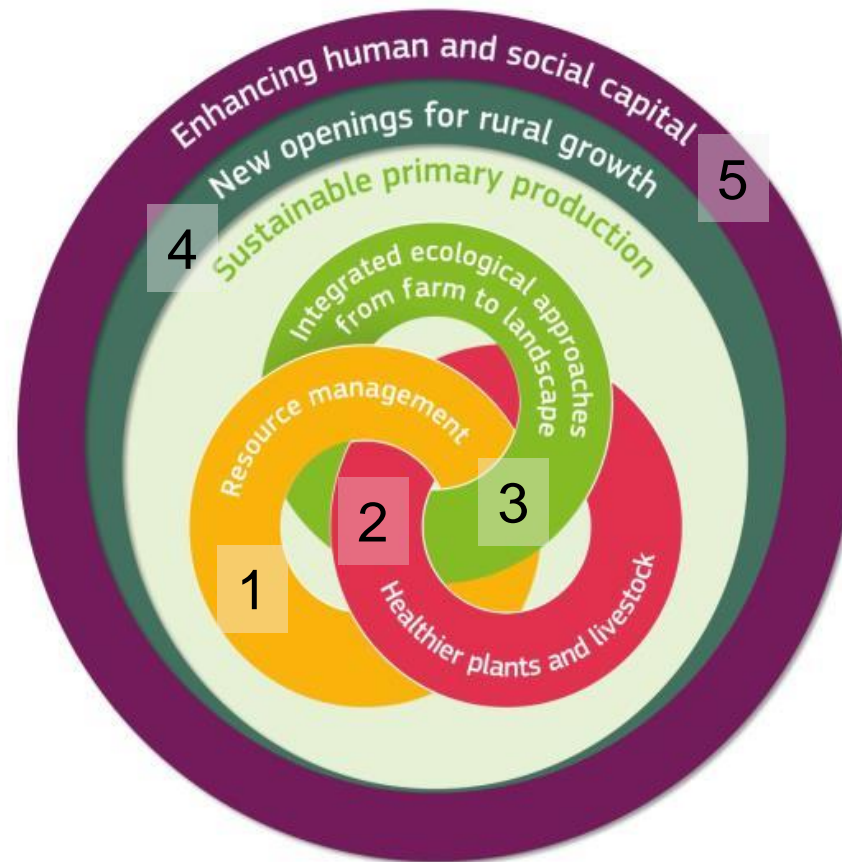 Enhancing human and social capital
New openings for rural growth
5
4
Sustainable primary production
Integrated ecological approaches
from farm to landscape
Resource management
3
2
1
Healthier plants and livestock